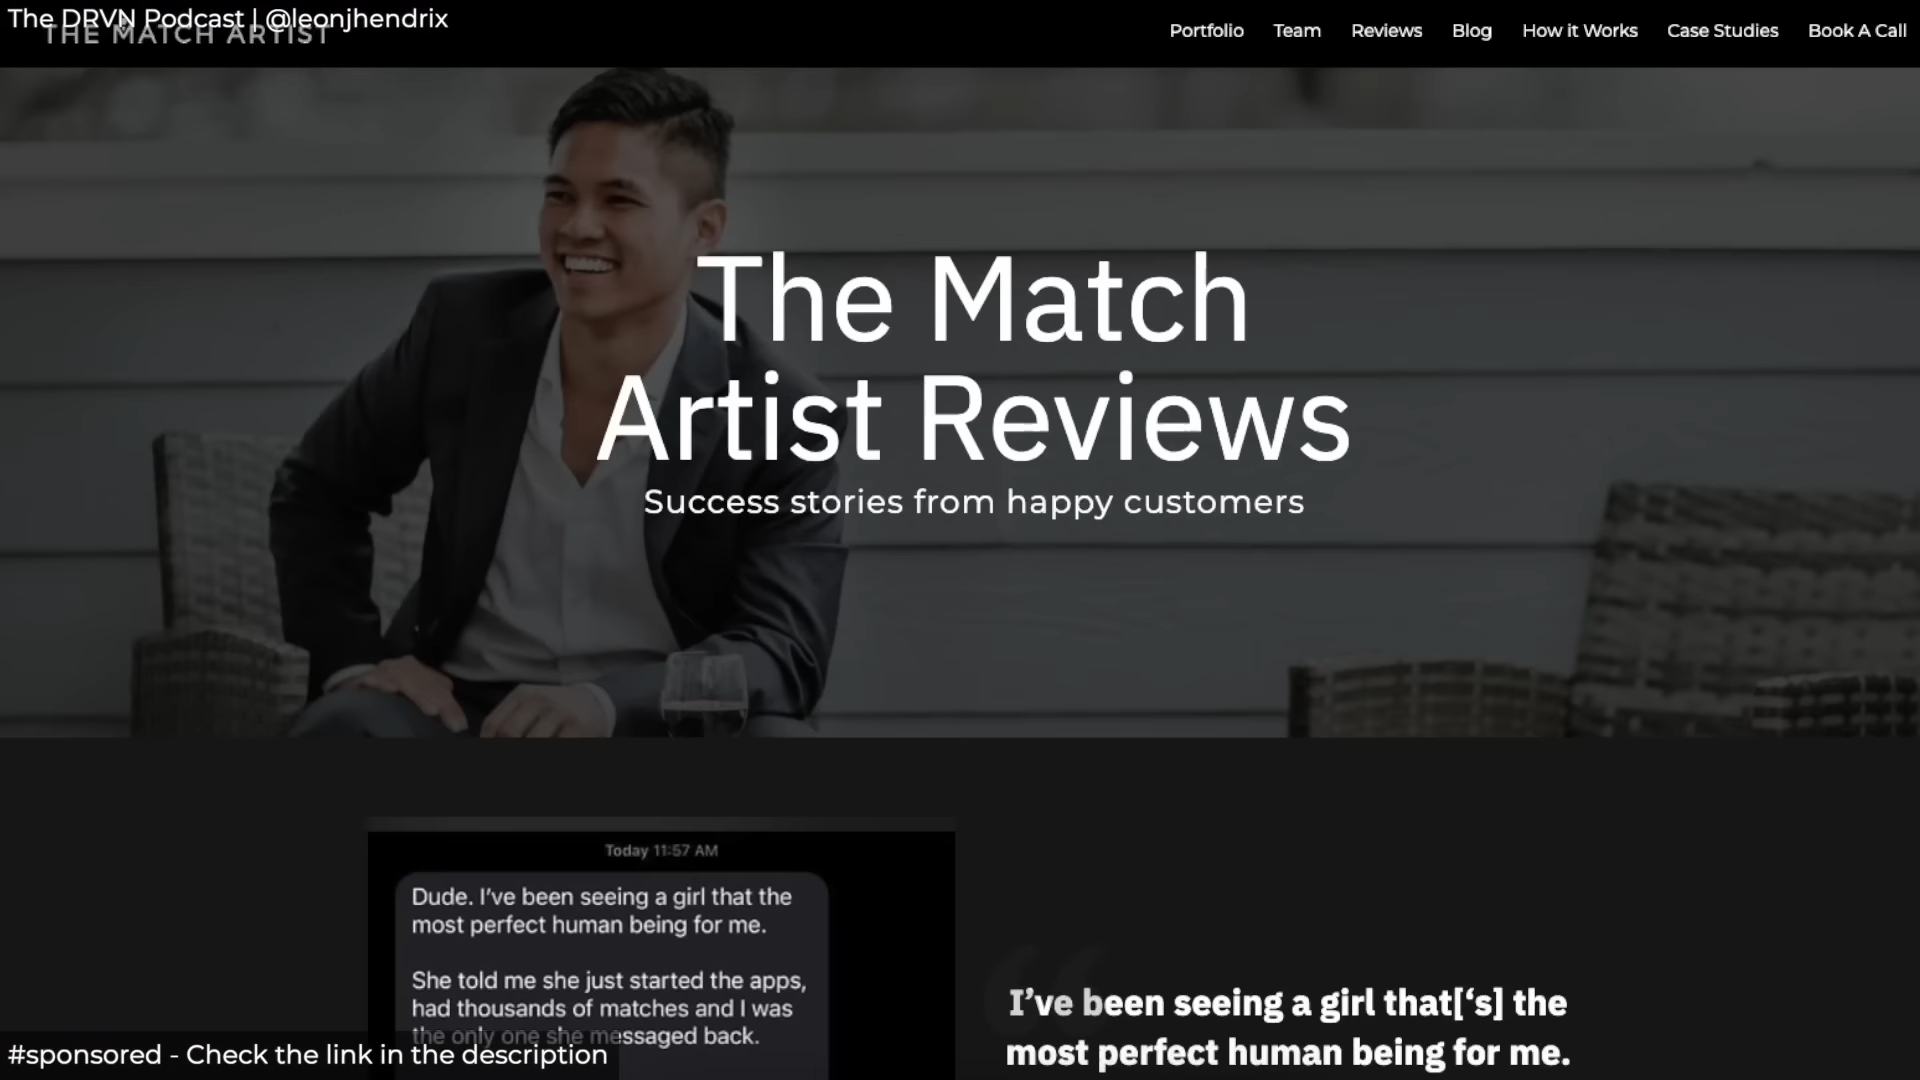 The DRVN Podcast | @leonjhendrix
THE MATCH ARTIST
Portfolio
Team
Reviews
Blog
How it Works
Case Studies
Book A Call
The Match
Artist Reviews
Success stories from happy customers
Today 11:57 AM
Dude. I've been seeing a girl that the
most perfect human being for me.
She told me she just started the apps,
had thousands of matches and I was
the only one she messaged back.
“
I've been seeing a girl that[‘s] the
most perfect human being for me.
#sponsored - Check the link in the description